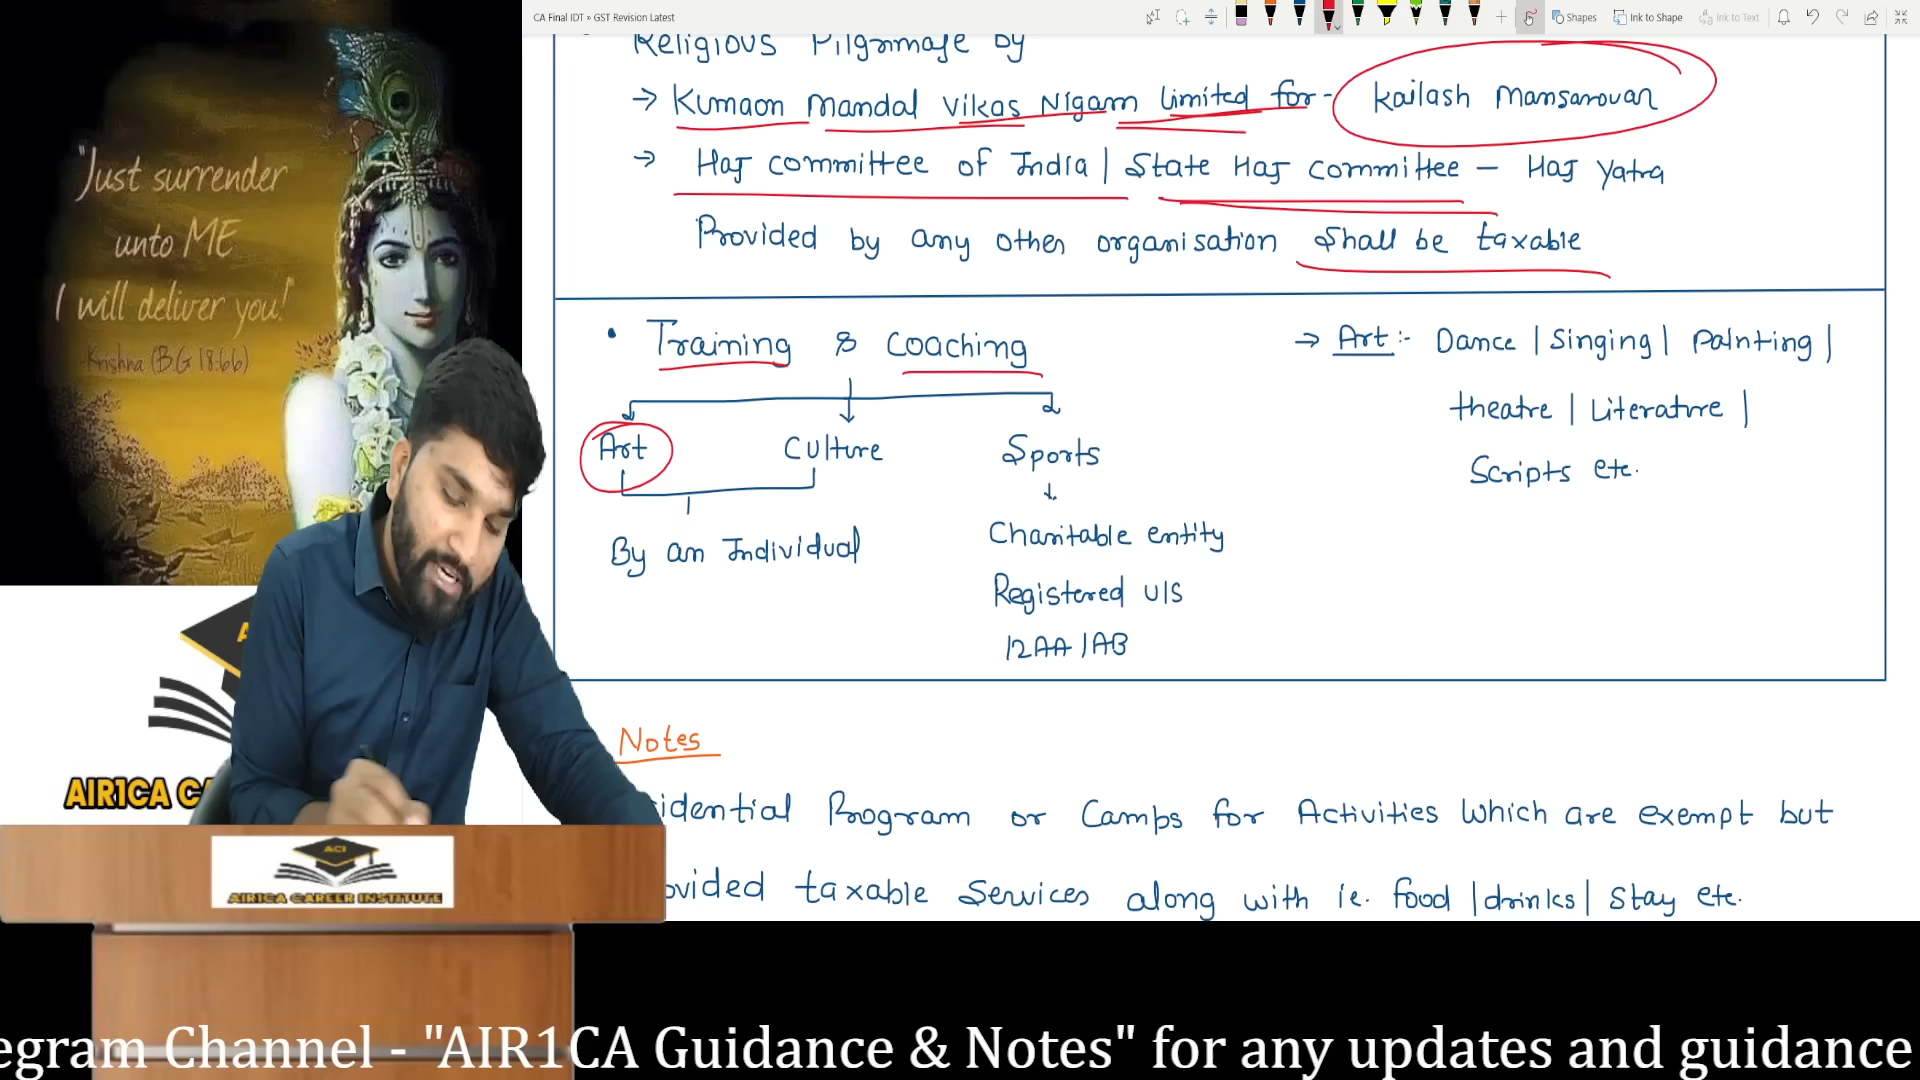 CA Final IDT » GST Revision Latest
Shapes
Ink to Shape
Ink to Text
Religious Pilgrimage by
→ Kumaon Mandal Vikas Nigam Limited for - Kailash Mansarovar
→ Haj Committee of India | State Haj Committee – Haj Yatra
Provided by any other organisation Shall be taxable
• Training & Coaching
Art
Culture
Sports
By an Individual
Charitable entity
Registered U/S
12AA / AB
→ Art :- Dance | Singing | Painting |
theatre | Literature |
Scripts etc.
Notes
idential Program or Camps for Activities Which are exempt but
ovided taxable Services along with i.e. food | drinks | Stay etc.
"Just surrender
unto ME
I will deliver you!"
-Krishna (B.G 18:66)
AIR1CA CA
ACI
AIR1CA CAREER INSTITUTE
egram Channel - "AIR1CA Guidance & Notes" for any updates and guidance